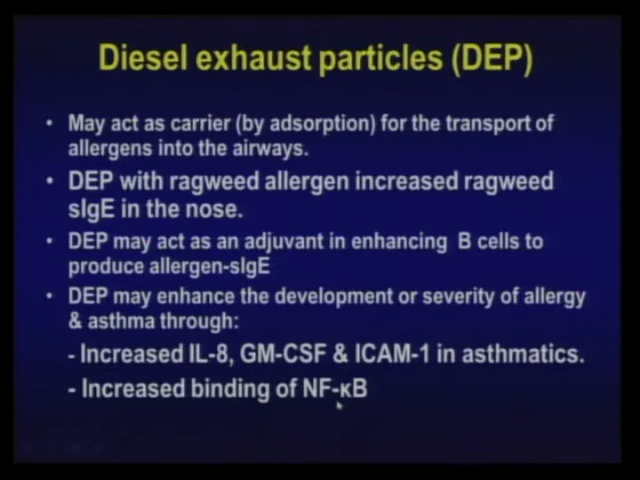 Diesel exhaust particles (DEP)
• May act as carrier (by adsorption) for the transport of
allergens into the airways.
• DEP with ragweed allergen increased ragweed
sIgE in the nose.
• DEP may act as an adjuvant in enhancing B cells to
produce allergen-sIgE
• DEP may enhance the development or severity of allergy
& asthma through:
- Increased IL-8, GM-CSF & ICAM-1 in asthmatics.
- Increased binding of NF-κB